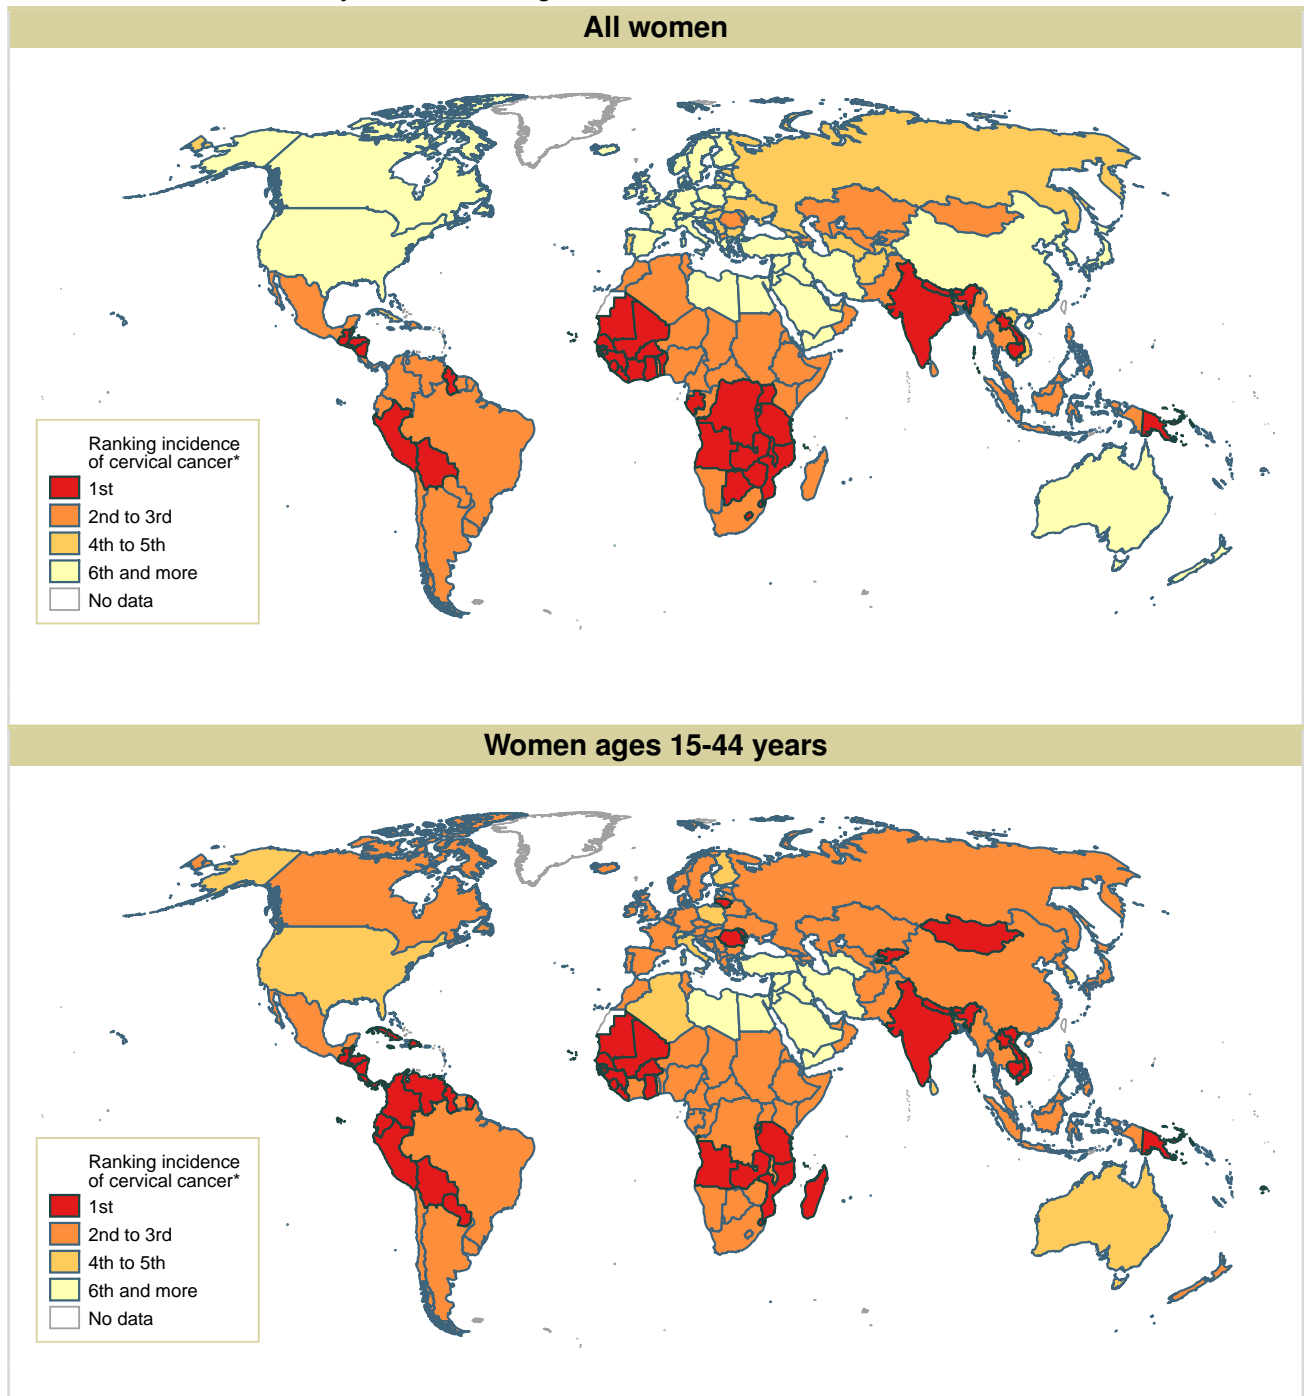 All women
Ranking incidence
of cervical cancer*
1st
2nd to 3rd
4th to 5th
6th and more
No data
Women ages 15-44 years
Ranking incidence
of cervical cancer*
1st
2nd to 3rd
4th to 5th
6th and more
No data